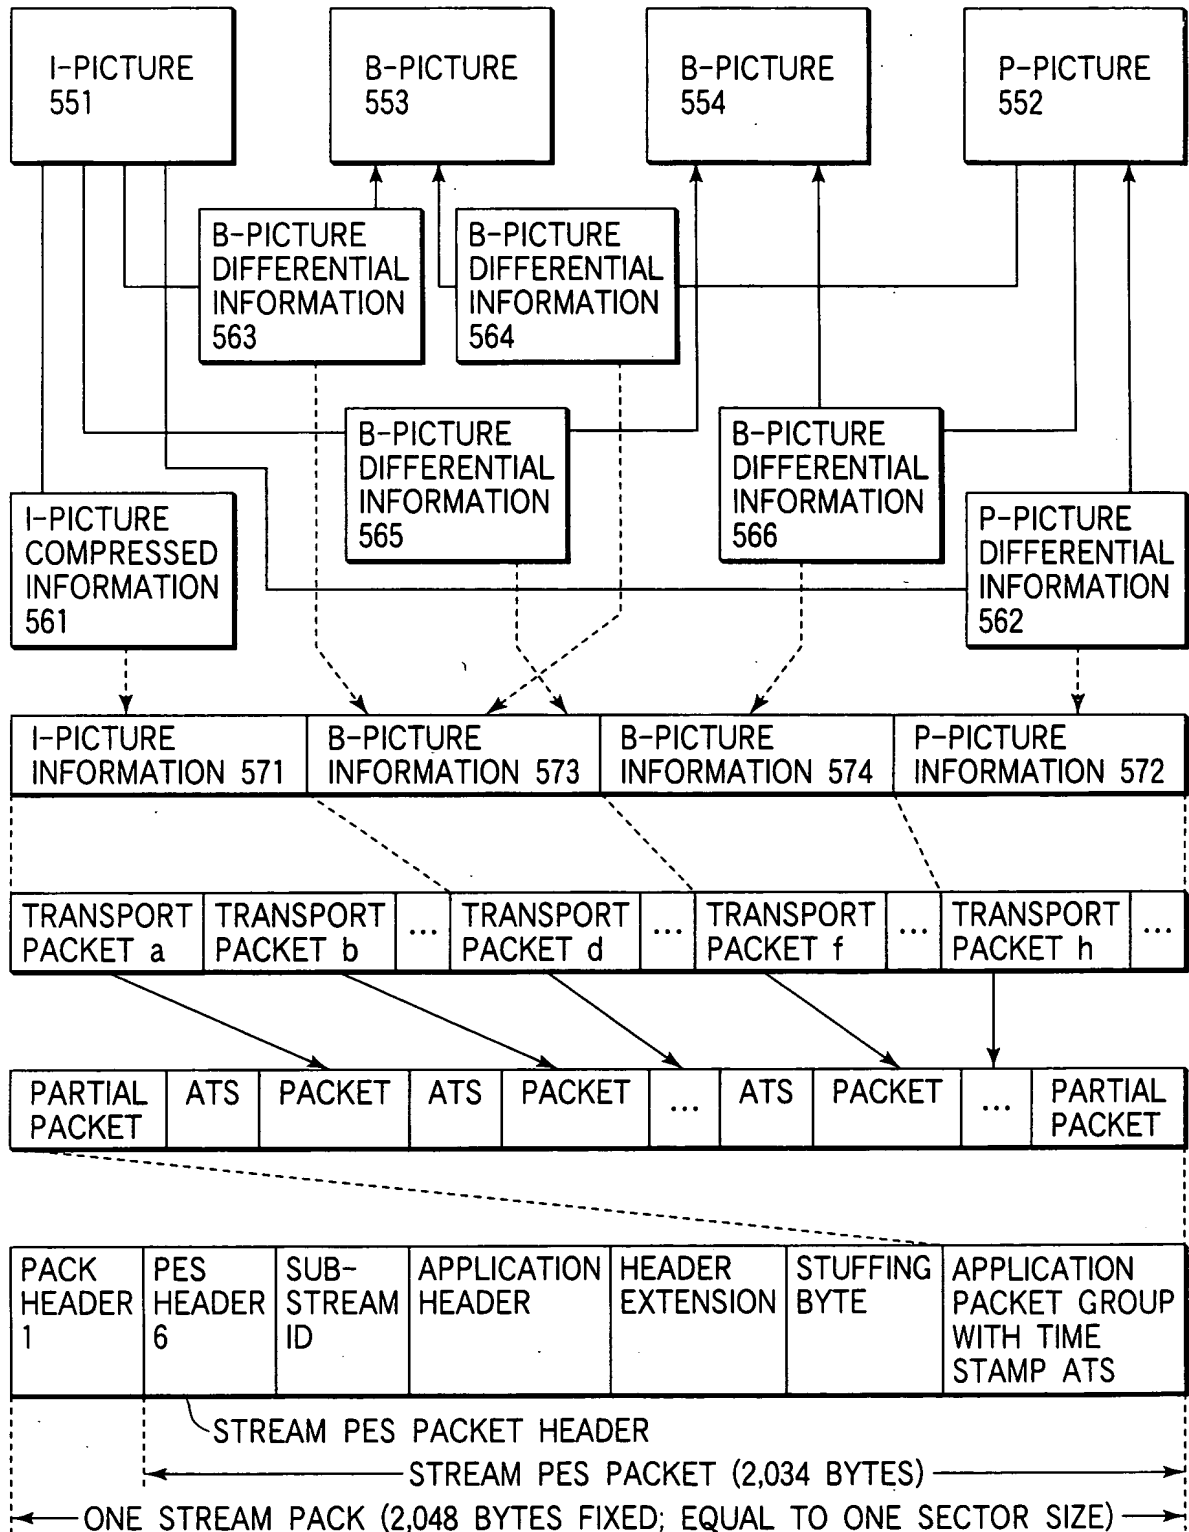 I-PICTURE
551
B-PICTURE
553
B-PICTURE
554
P-PICTURE
552
B-PICTURE
DIFFERENTIAL
INFORMATION
563
B-PICTURE
DIFFERENTIAL
INFORMATION
564
B-PICTURE
DIFFERENTIAL
INFORMATION
565
B-PICTURE
DIFFERENTIAL
INFORMATION
566
I-PICTURE
COMPRESSED
INFORMATION
561
P-PICTURE
DIFFERENTIAL
INFORMATION
562
I-PICTURE
INFORMATION 571
B-PICTURE
INFORMATION 573
B-PICTURE
INFORMATION 574
P-PICTURE
INFORMATION 572
TRANSPORT
PACKET a
TRANSPORT
PACKET b
...
TRANSPORT
PACKET d
...
TRANSPORT
PACKET f
...
TRANSPORT
PACKET h
...
PARTIAL
PACKET
ATS
PACKET
ATS
PACKET
...
ATS
PACKET
...
PARTIAL
PACKET
PACK
HEADER
1
PES
HEADER
6
SUB-
STREAM
ID
APPLICATION
HEADER
HEADER
EXTENSION
STUFFING
BYTE
APPLICATION
PACKET GROUP
WITH TIME
STAMP ATS
STREAM PES PACKET HEADER
STREAM PES PACKET (2,034 BYTES)
ONE STREAM PACK (2,048 BYTES FIXED; EQUAL TO ONE SECTOR SIZE)